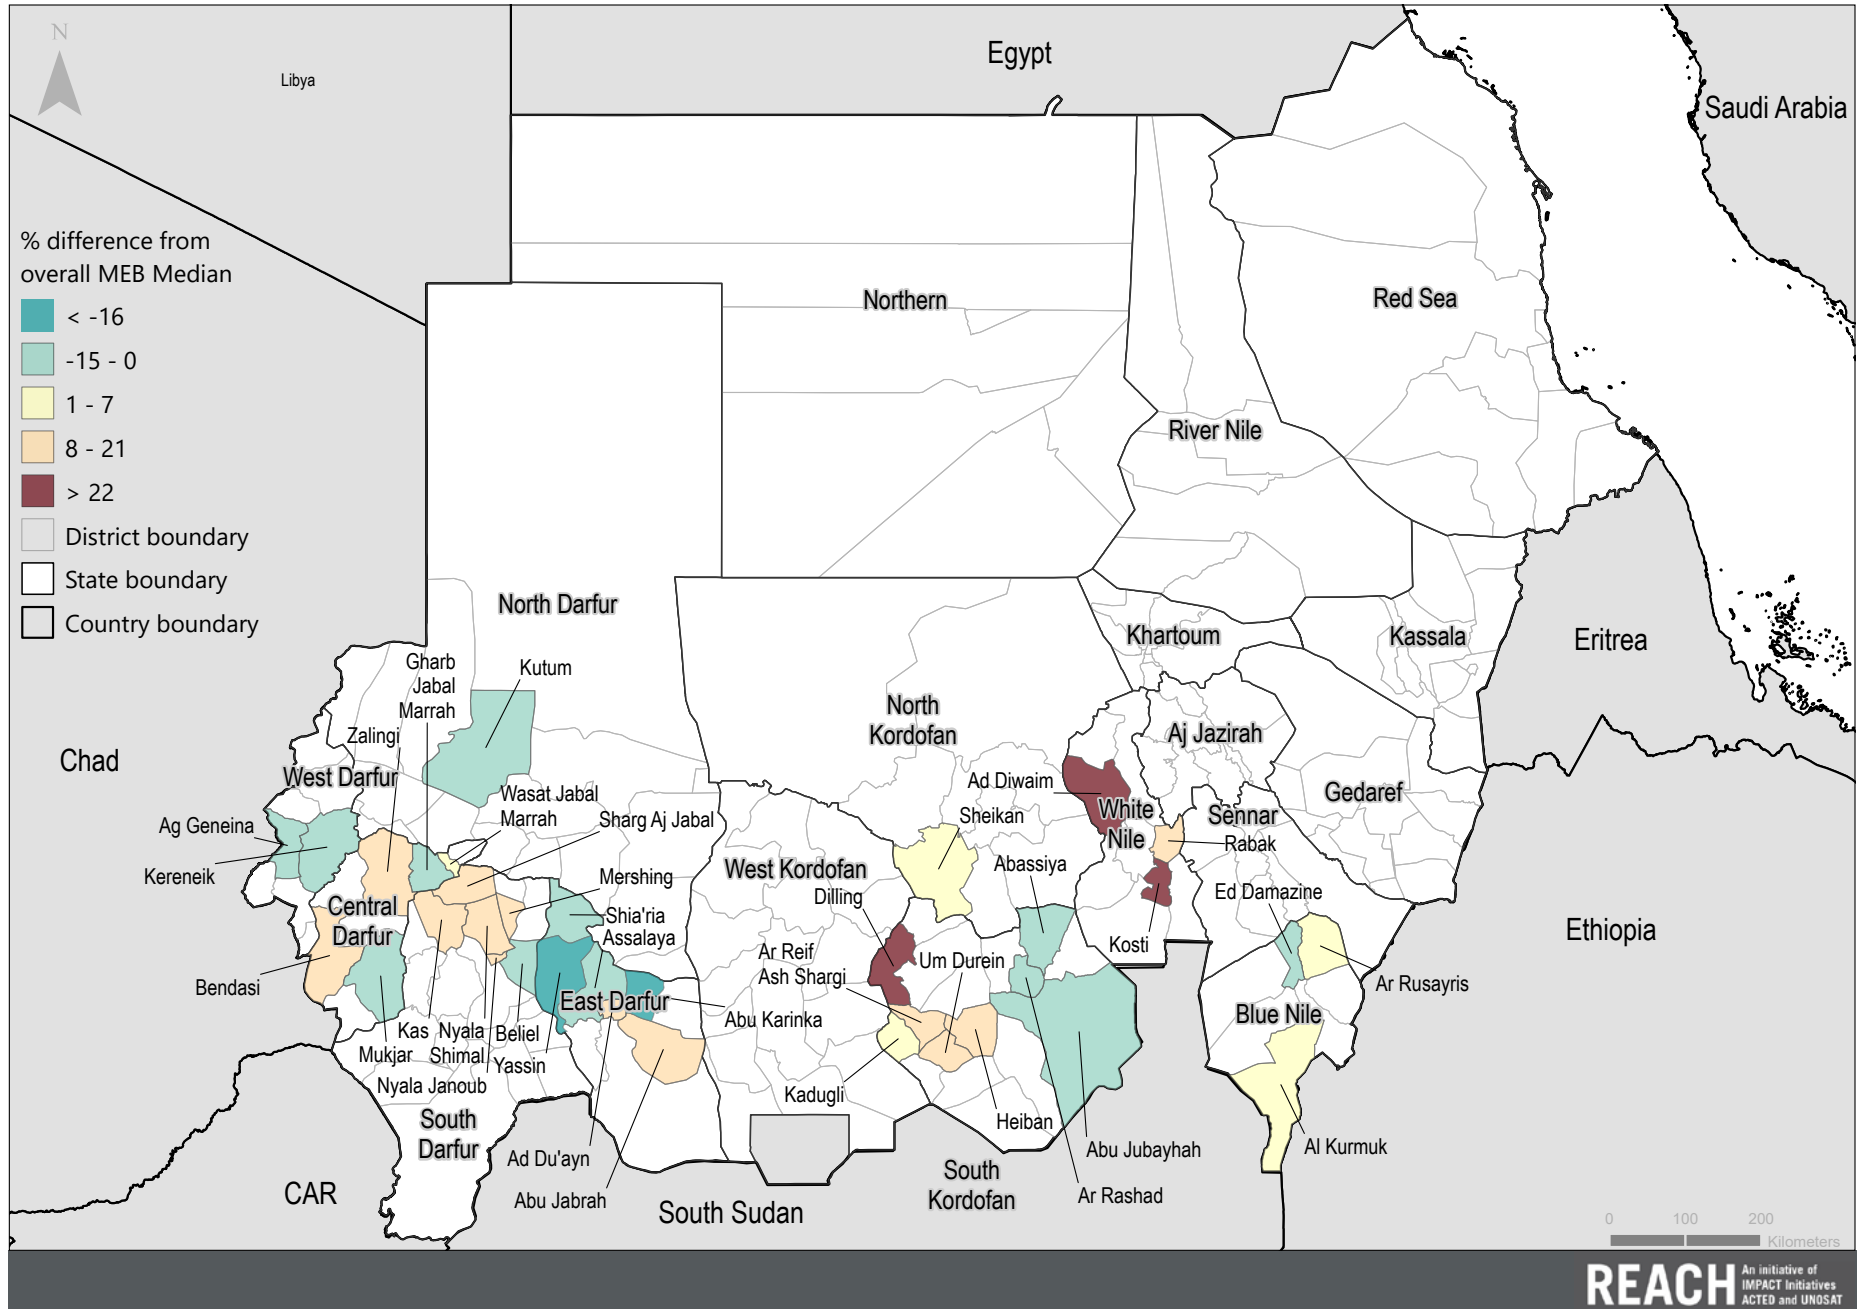 N
Libya
Egypt
Saudi Arabia
% difference from
overall MEB Median
< -16
-15 - 0
1 - 7
8 - 21
> 22
District boundary
State boundary
Country boundary
Northern
Red Sea
River Nile
North Darfur
Khartoum
Kassala
Eritrea
Gharb
Jabal
Marrah
Kutum
Zalingi
North
Kordofan
Aj Jazirah
Chad
West Darfur
Wasat Jabal
Marrah
Sharg Aj Jabal
Ad Diwaim
Sheikan
White
Nile
Sennar
Gedaref
Rabak
Ag Geneina
Kereneik
West Kordofan
Dilling
Abassiya
Mershing
Ed Damazine
Central
Darfur
Shia'ria
Assalaya
Kosti
Ethiopia
Ar Reif
Ash Shargi
Um Durein
Bendasi
East Darfur
Ar Rusayris
Blue Nile
Abu Karinka
Kas
Nyala
Shimal
Beliel
Mukjar
Yassin
Nyala Janoub
Kadugli
South
Darfur
Heiban
Abu Jubayhah
Al Kurmuk
Ad Du'ayn
Abu Jabrah
South
Kordofan
Ar Rashad
CAR
South Sudan
0 100 200
Kilometers
REACH An initiative of
IMPACT Initiatives
ACTED and UNOSAT